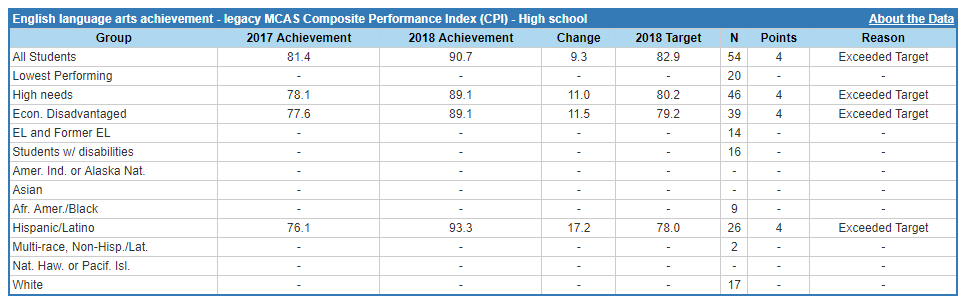 English language arts achievement - legacy MCAS Composite Performance Index (CPI) - High school About the Data
Group 2017 Achievement 2018 Achievement Change 2018 Target N Points Reason
All Students 81.4 90.7 9.3 82.9 54 4 Exceeded Target
Lowest Performing - - - - 20 - -
High needs 78.1 89.1 11.0 80.2 46 4 Exceeded Target
Econ. Disadvantaged 77.6 89.1 11.5 79.2 39 4 Exceeded Target
EL and Former EL - - - - 14 - -
Students w/ disabilities - - - - 16 - -
Amer. Ind. or Alaska Nat. - - - - - - -
Asian - - - - - - -
Afr. Amer./Black - - - - 9 - -
Hispanic/Latino 76.1 93.3 17.2 78.0 26 4 Exceeded Target
Multi-race, Non-Hisp./Lat. - - - - 2 - -
Nat. Haw. or Pacif. Isl. - - - - - - -
White - - - - 17 - -